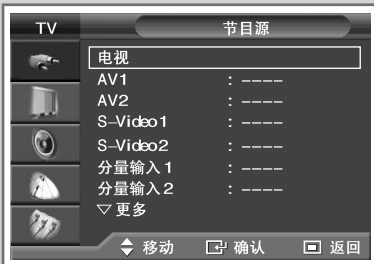 TV 节目源
电视
AV1 : ----
AV2 : ----
S-Video1 : ----
S-Video2 : ----
分量输入1 : ----
分量输入2 : ----
▽更多
移动 确认 返回